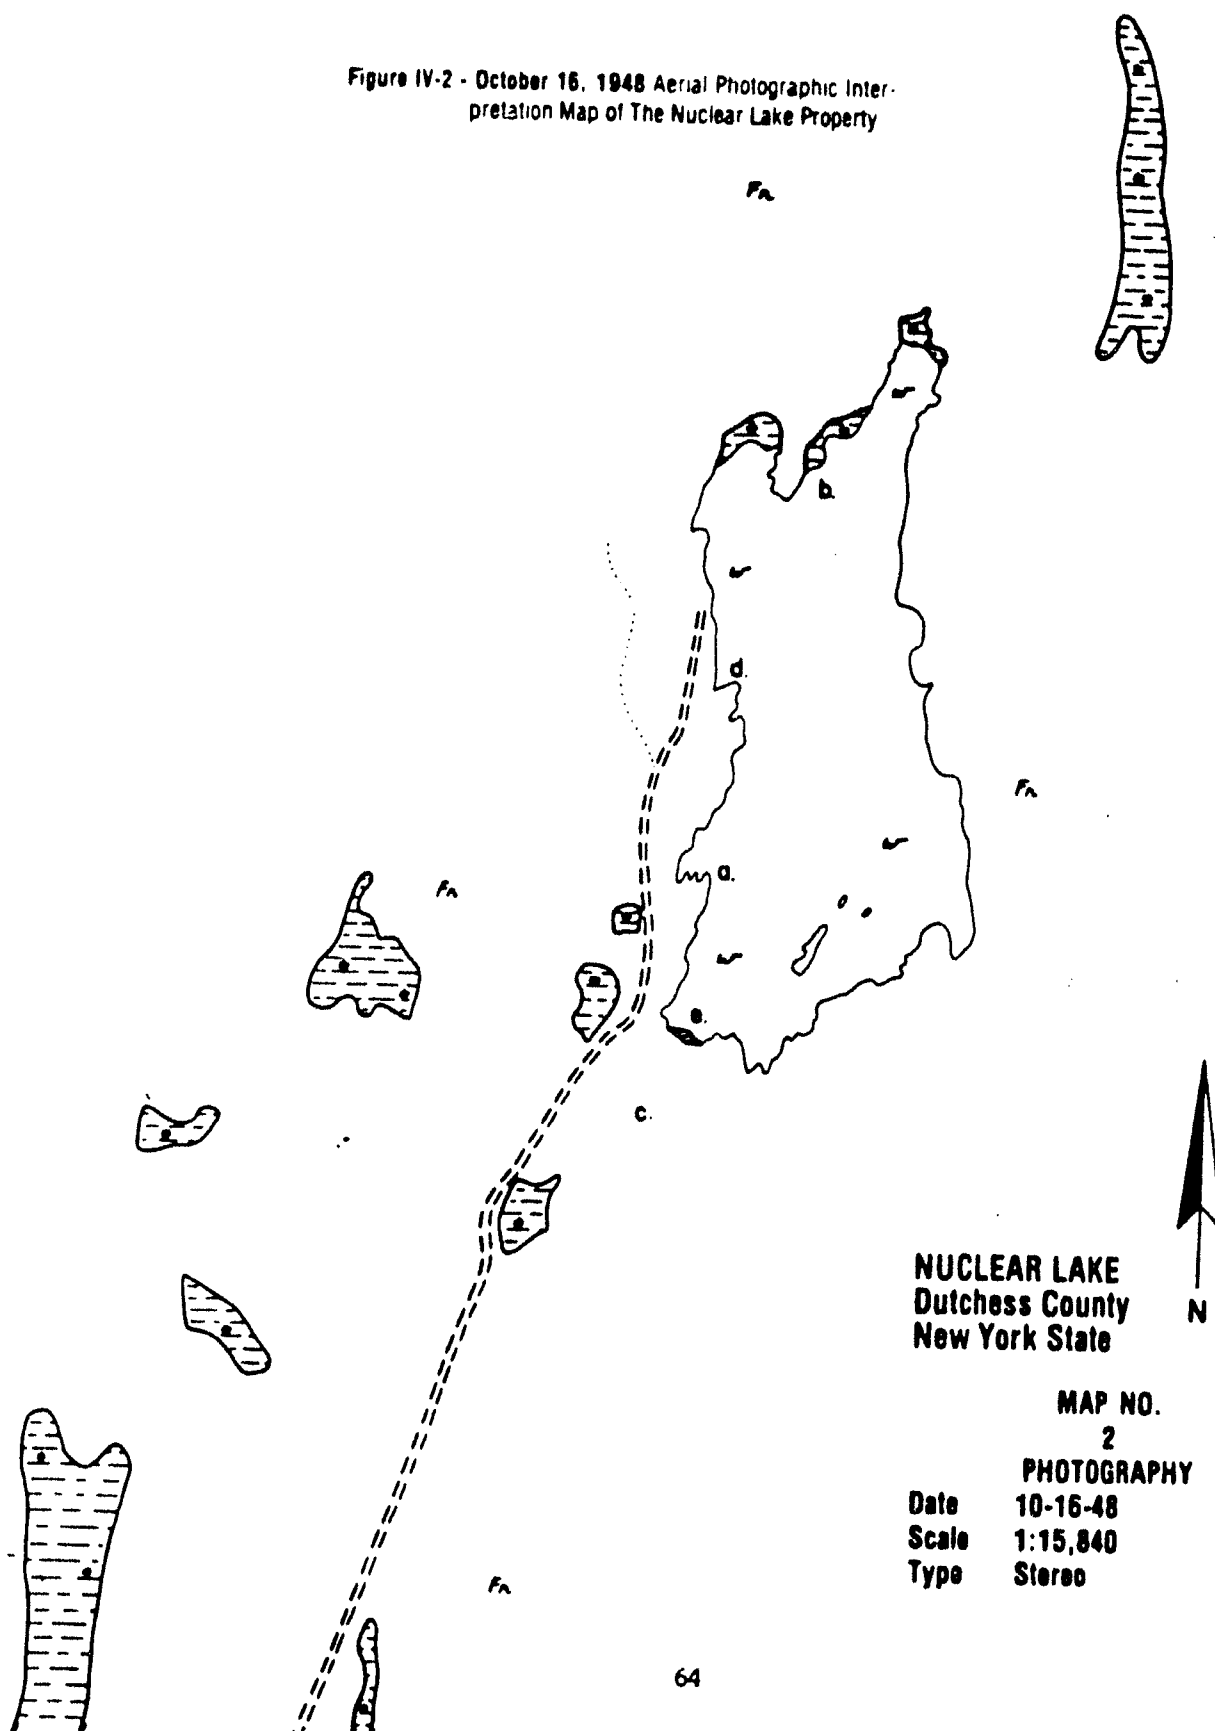 Figure IV-2 - October 16, 1948 Aerial Photographic Inter-
pretation Map of The Nuclear Lake Property
Fn
w
b.
w
d.
Fn
w
a.
Fn
w
e.
c.
NUCLEAR LAKE
Dutchess County
New York State
N
MAP NO.
2
PHOTOGRAPHY
Date 10-16-48
Scale 1:15,840
Type Stereo
Fn
64